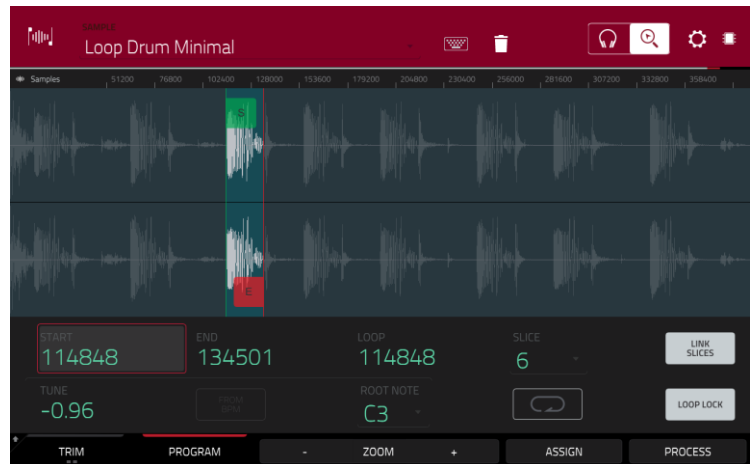 SAMPLE
Loop Drum Minimal
Samples 51200 76800 102400 128000 153600 179200 204800 230400 256000 281600 307200 332800 358400
S
E
START END LOOP SLICE
114848 134501 114848 6
LINK SLICES
TUNE FROM BPM ROOT NOTE
-0.96 C3
LOOP LOCK
TRIM PROGRAM - ZOOM + ASSIGN PROCESS